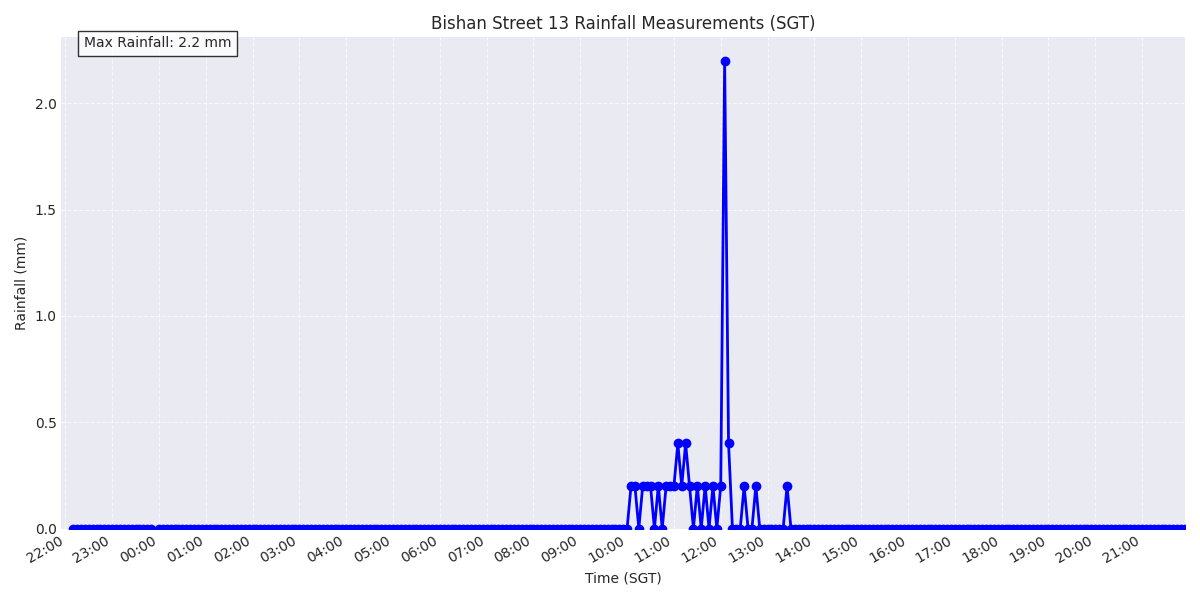 Bishan Street 13 Rainfall Measurements (SGT)
Max Rainfall: 2.2 mm
Rainfall (mm)
2.0
1.5
1.0
0.5
0.0
22:00 23:00 00:00 01:00 02:00 03:00 04:00 05:00 06:00 07:00 08:00 09:00 10:00 11:00 12:00 13:00 14:00 15:00 16:00 17:00 18:00 19:00 20:00 21:00
Time (SGT)